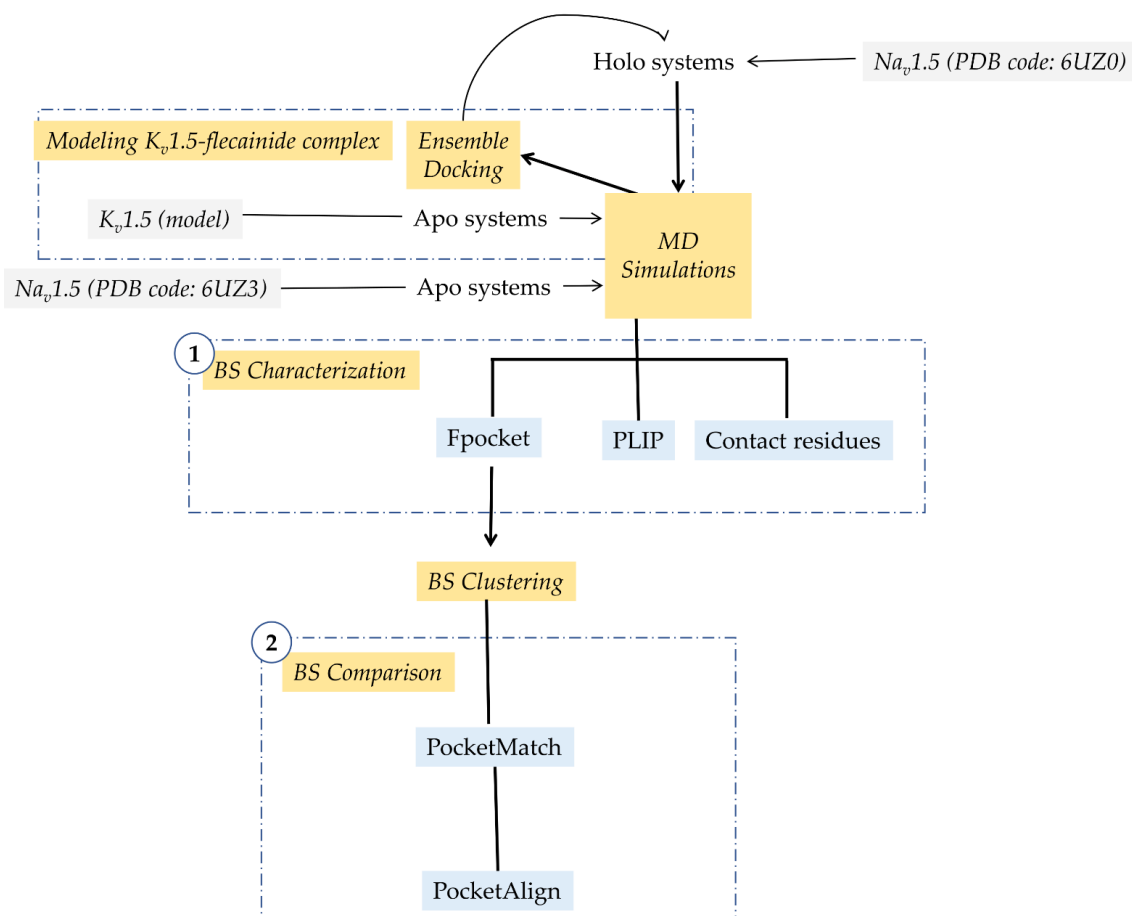 Holo systems
Naᵥ1.5 (PDB code: 6UZ0)
Modeling Kᵥ1.5-flecainide complex
Ensemble
Docking
Kᵥ1.5 (model)
Apo systems
MD
Simulations
Naᵥ1.5 (PDB code: 6UZ3)
Apo systems
1
BS Characterization
Fpocket
PLIP
Contact residues
BS Clustering
2
BS Comparison
PocketMatch
PocketAlign